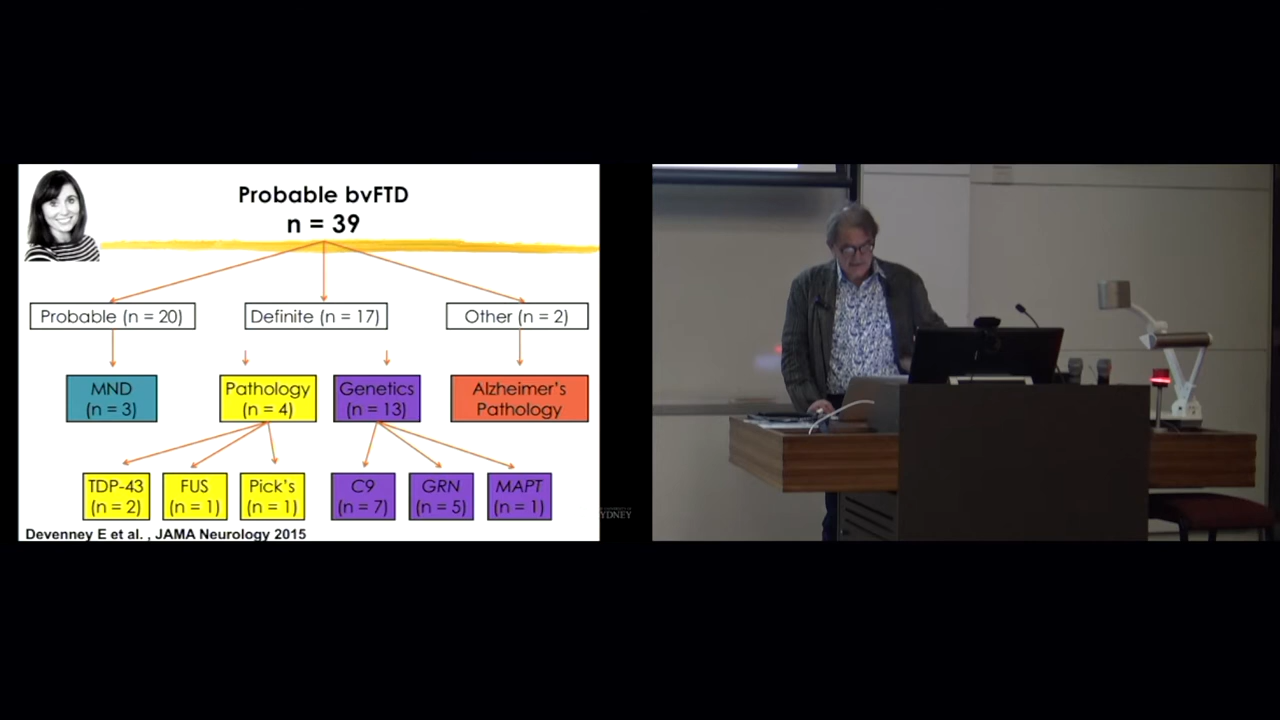 Probable bvFTD
n = 39
Probable (n = 20)
Definite (n = 17)
Other (n = 2)
MND
(n = 3)
Pathology
(n = 4)
Genetics
(n = 13)
Alzheimer's
Pathology
TDP-43
(n = 2)
FUS
(n = 1)
Pick's
(n = 1)
C9
(n = 7)
GRN
(n = 5)
MAPT
(n = 1)
Devenney E et al. , JAMA Neurology 2015
YDNEY